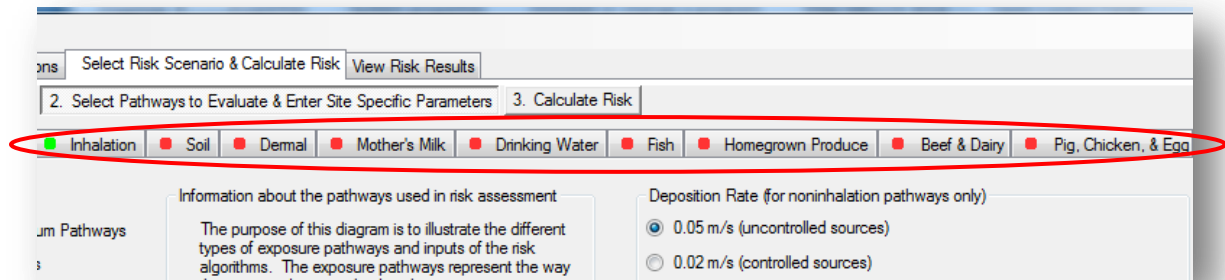 ons Select Risk Scenario & Calculate Risk View Risk Results
2. Select Pathways to Evaluate & Enter Site Specific Parameters 3. Calculate Risk
Inhalation Soil Dermal Mother's Milk Drinking Water Fish Homegrown Produce Beef & Dairy Pig, Chicken, & Egg
Information about the pathways used in risk assessment Deposition Rate (for noninhalation pathways only)
um Pathways The purpose of this diagram is to illustrate the different 0.05 m/s (uncontrolled sources)
types of exposure pathways and inputs of the risk
s algorithms. The exposure pathways represent the way 0.02 m/s (controlled sources)